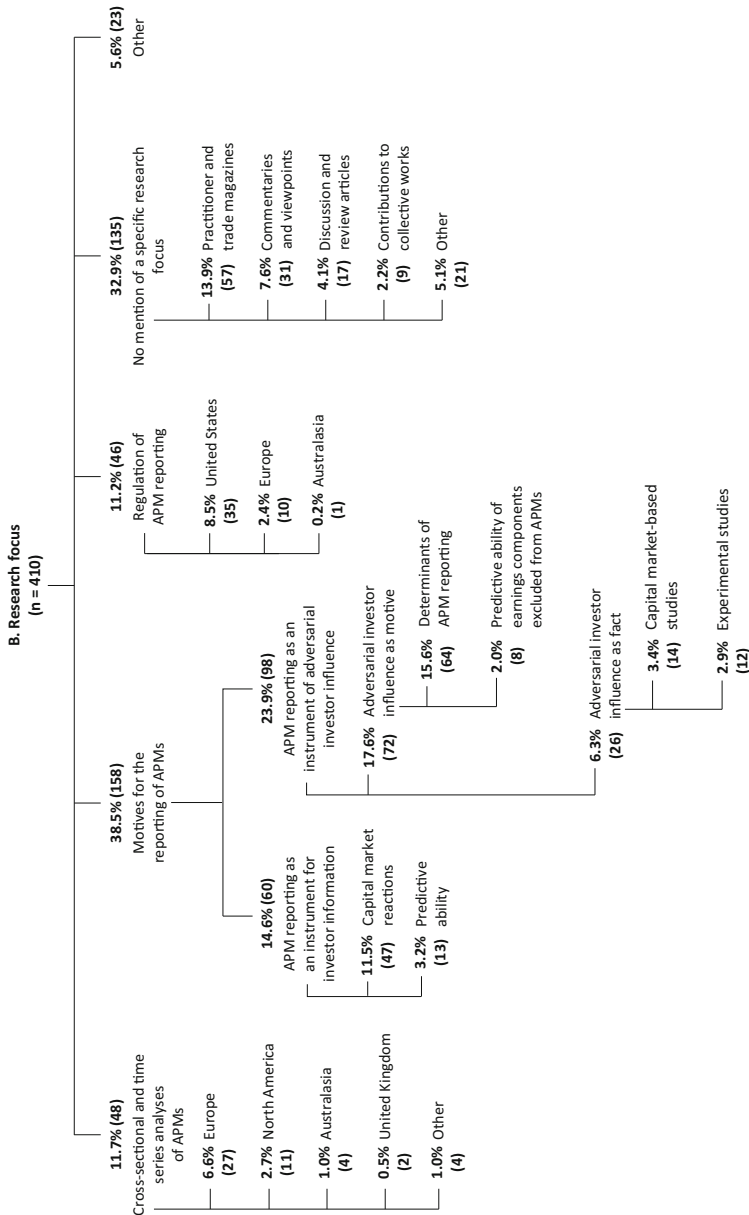 B. Research focus
(n = 410)
11.7% (48)
Cross-sectional and time
series analyses
of APMs
6.6% Europe
(27)
2.7% North America
(11)
1.0% Australasia
(4)
0.5% United Kingdom
(2)
1.0% Other
(4)
38.5% (158)
Motives for the
reporting of APMs
14.6% (60)
APM reporting as
an instrument for
investor information
11.5% Capital market
(47) reactions
3.2% Predictive
(13) ability
23.9% (98)
APM reporting as an
instrument of adversarial
investor influence
17.6% Adversarial investor
(72) influence as motive
15.6% Determinants of
(64) APM reporting
2.0% Predictive ability of
(8) earnings components
excluded from APMs
6.3% Adversarial investor
(26) influence as fact
3.4% Capital market-based
(14) studies
2.9% Experimental studies
(12)
11.2% (46)
Regulation of
APM reporting
8.5% United States
(35)
2.4% Europe
(10)
0.2% Australasia
(1)
32.9% (135)
No mention of a specific research
focus
13.9% Practitioner and
(57) trade magazines
7.6% Commentaries
(31) and viewpoints
4.1% Discussion and
(17) review articles
2.2% Contributions to
(9) collective works
5.1% Other
(21)
5.6% (23)
Other